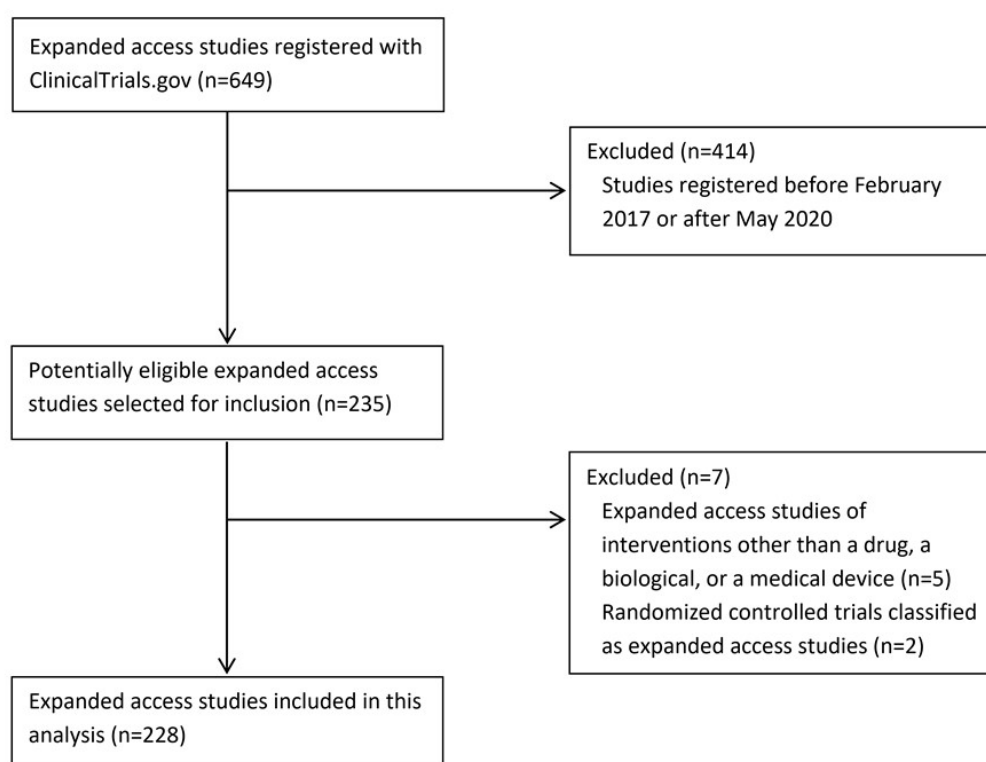 Expanded access studies registered with
ClinicalTrials.gov (n=649)
Excluded (n=414)
Studies registered before February
2017 or after May 2020
Potentially eligible expanded access
studies selected for inclusion (n=235)
Excluded (n=7)
Expanded access studies of
interventions other than a drug, a
biological, or a medical device (n=5)
Randomized controlled trials classified
as expanded access studies (n=2)
Expanded access studies included in this
analysis (n=228)